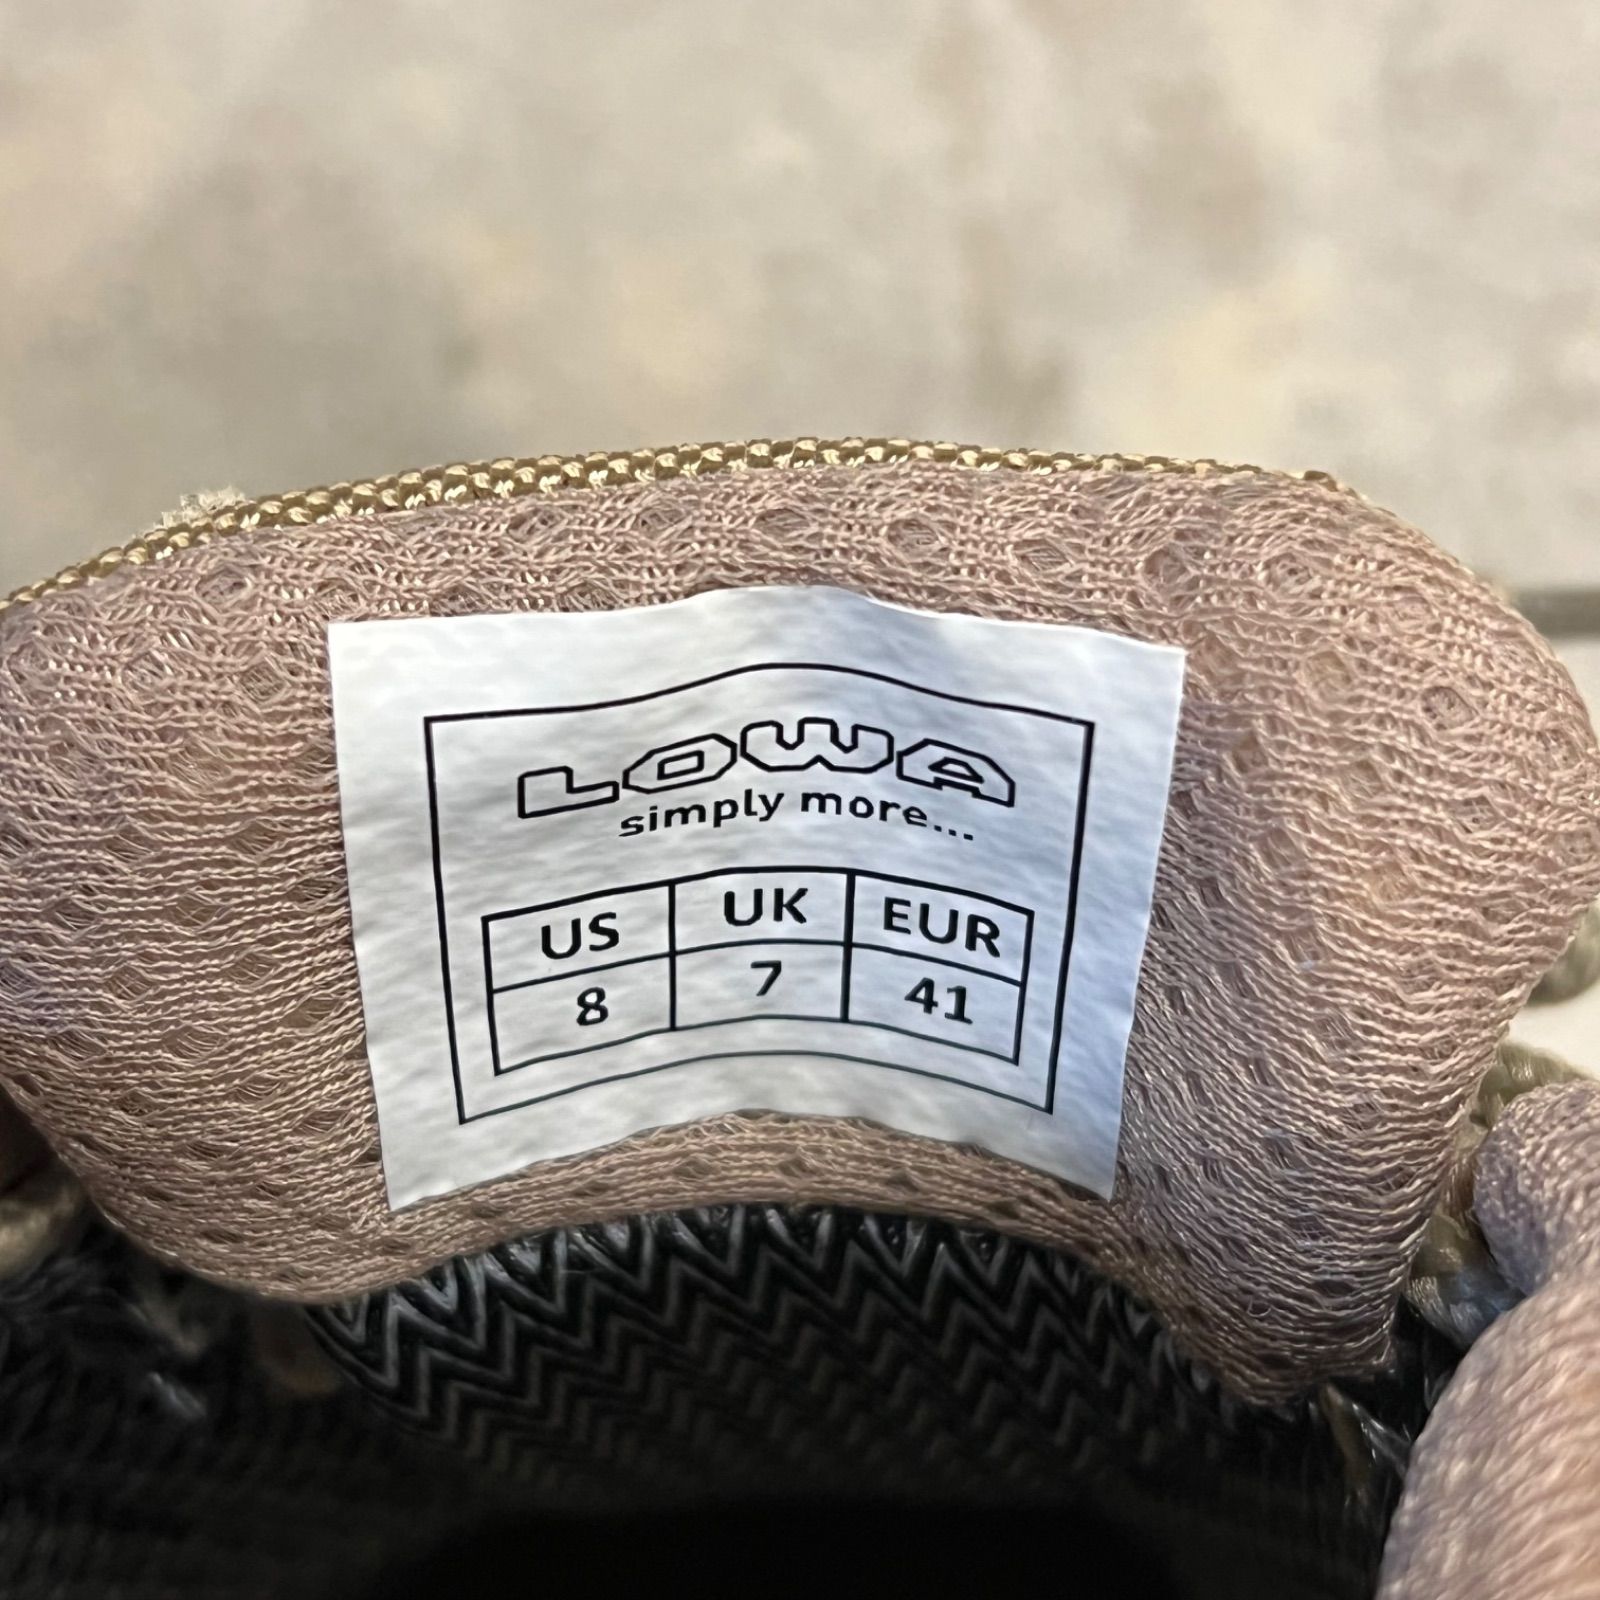 LOWA
simply more...
US UK EUR
8 7 41